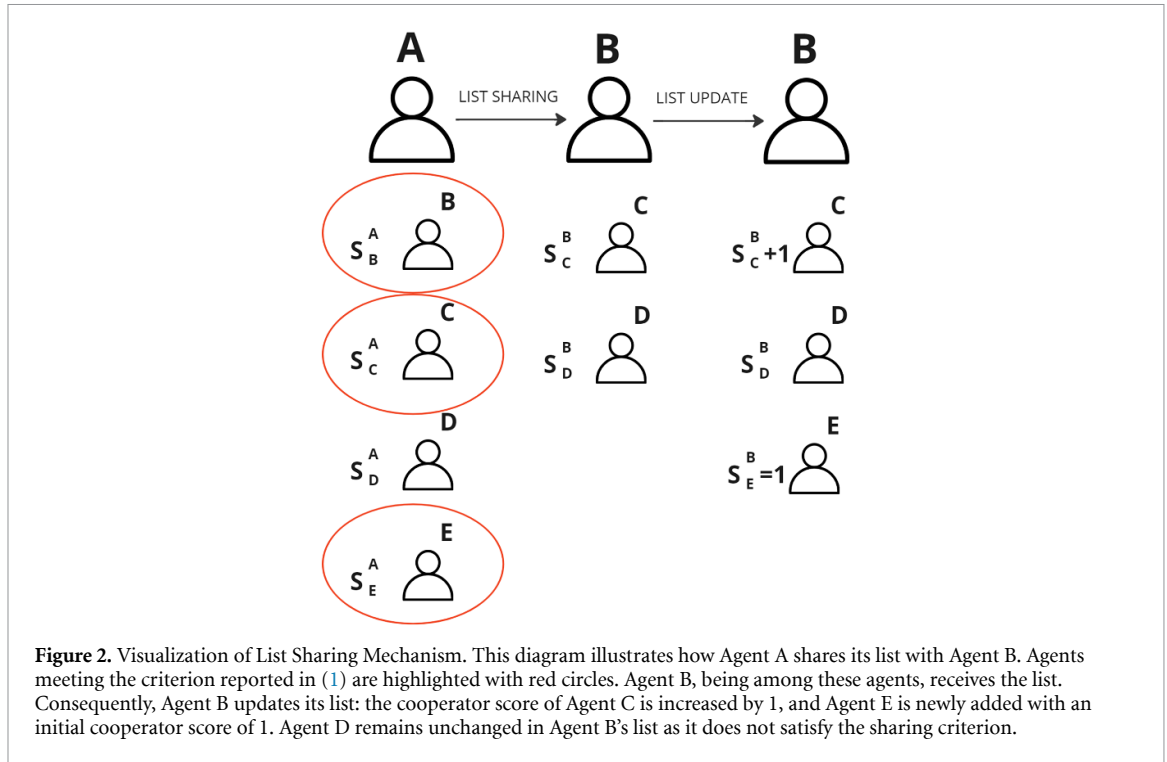 A B B
LIST SHARING LIST UPDATE
B C C
S A B S B C S B C +1
C D D
S A C S B D S B D
D E
S A D S B E =1
E
S A E
Figure 2. Visualization of List Sharing Mechanism. This diagram illustrates how Agent A shares its list with Agent B. Agents
meeting the criterion reported in (1) are highlighted with red circles. Agent B, being among these agents, receives the list.
Consequently, Agent B updates its list: the cooperator score of Agent C is increased by 1, and Agent E is newly added with an
initial cooperator score of 1. Agent D remains unchanged in Agent B's list as it does not satisfy the sharing criterion.